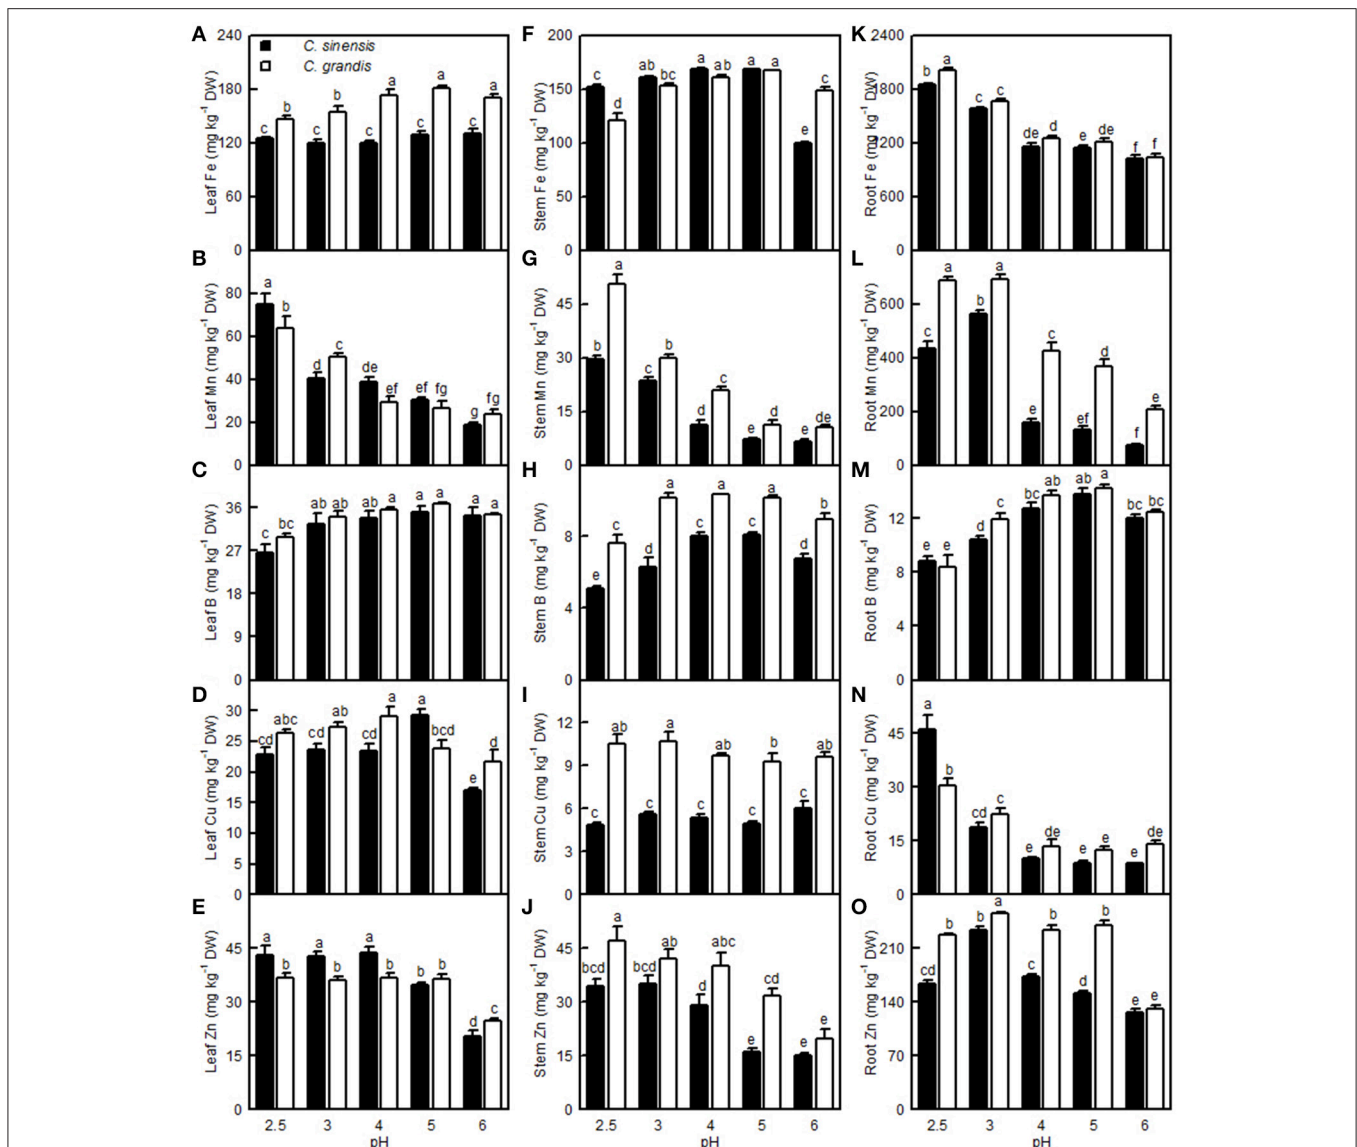 A
240
180
120
60
0
Leaf Fe (mg kg⁻¹ DW)
C. sinensis
C. grandis
c b c b c a c a c a
F
200
150
100
50
0
Stem Fe (mg kg⁻¹ DW)
c d ab bc a ab a a e c
K
2400
1800
1200
600
0
Root Fe (mg kg⁻¹ DW)
b a c c de d e de f f
B
80
60
40
20
0
Leaf Mn (mg kg⁻¹ DW)
a b d c de ef ef fg g fg
G
45
30
15
0
Stem Mn (mg kg⁻¹ DW)
b a c b d c e d e de
L
600
400
200
0
Root Mn (mg kg⁻¹ DW)
c a b a e c ef d f e
C
36
27
18
9
0
Leaf B (mg kg⁻¹ DW)
c bc ab ab ab a a a a a
H
8
4
0
Stem B (mg kg⁻¹ DW)
e c d a c a c a d b
M
12
8
4
0
Root B (mg kg⁻¹ DW)
e e d c bc ab ab a bc bc
D
30
25
20
15
10
5
0
Leaf Cu (mg kg⁻¹ DW)
cd abc cd ab cd a a bcd e d
I
12
9
6
3
0
Stem Cu (mg kg⁻¹ DW)
c ab c a c ab c b c ab
N
45
30
15
0
Root Cu (mg kg⁻¹ DW)
a b cd c e de e e e de
E
45
30
15
0
Leaf Zn (mg kg⁻¹ DW)
a b a b a b b b d c
2.5 3 4 5 6
pH
J
45
30
15
0
Stem Zn (mg kg⁻¹ DW)
bcd a bcd ab d abc e cd e e
2.5 3 4 5 6
pH
O
210
140
70
0
Root Zn (mg kg⁻¹ DW)
cd b b a c b d b e e
2.5 3 4 5 6
pH